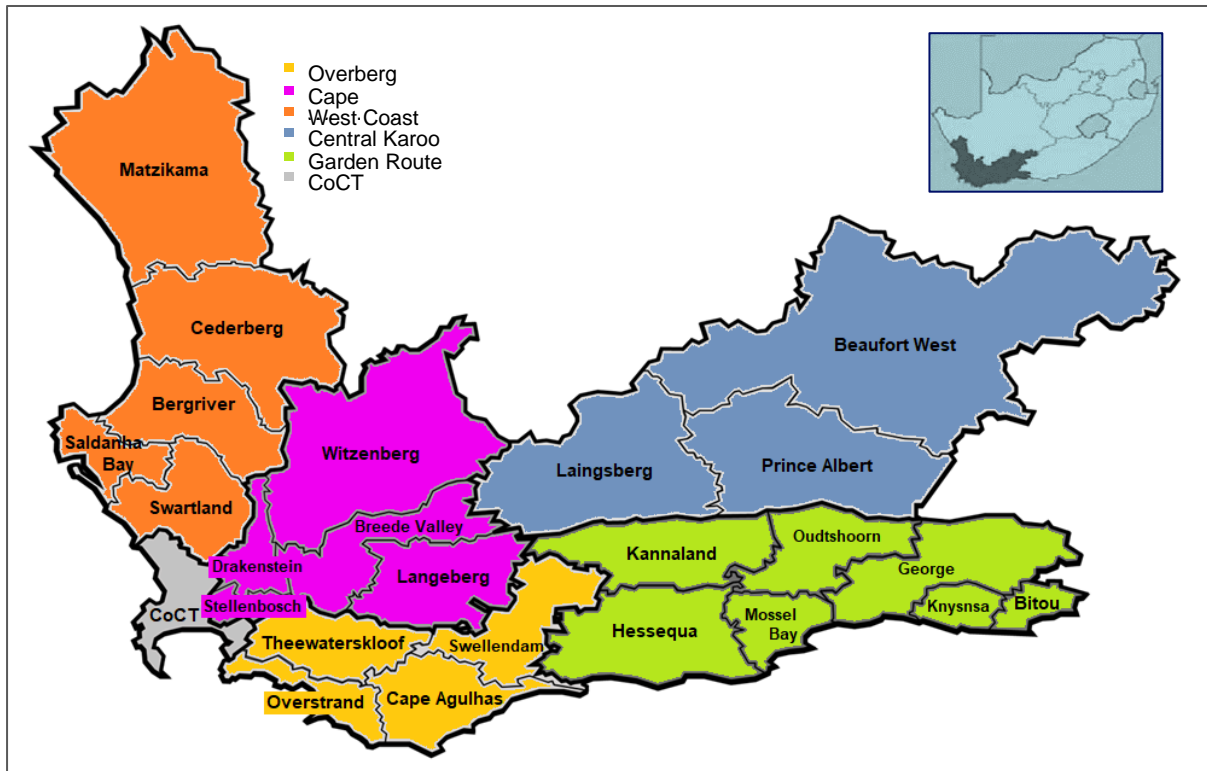 Overberg
Cape
West Coast
Central Karoo
Garden Route
CoCT
Matzikama
Cederberg
Bergriver
Saldanha
Bay
Swartland
Witzenberg
Breede Valley
Drakenstein
Langeberg
Stellenbosch
CoCT
Theewaterskloof
Swellendam
Overstrand
Cape Agulhas
Beaufort West
Laingsberg
Prince Albert
Kannaland
Oudtshoorn
George
Hessequa
Mossel
Bay
Knysnsa
Bitou